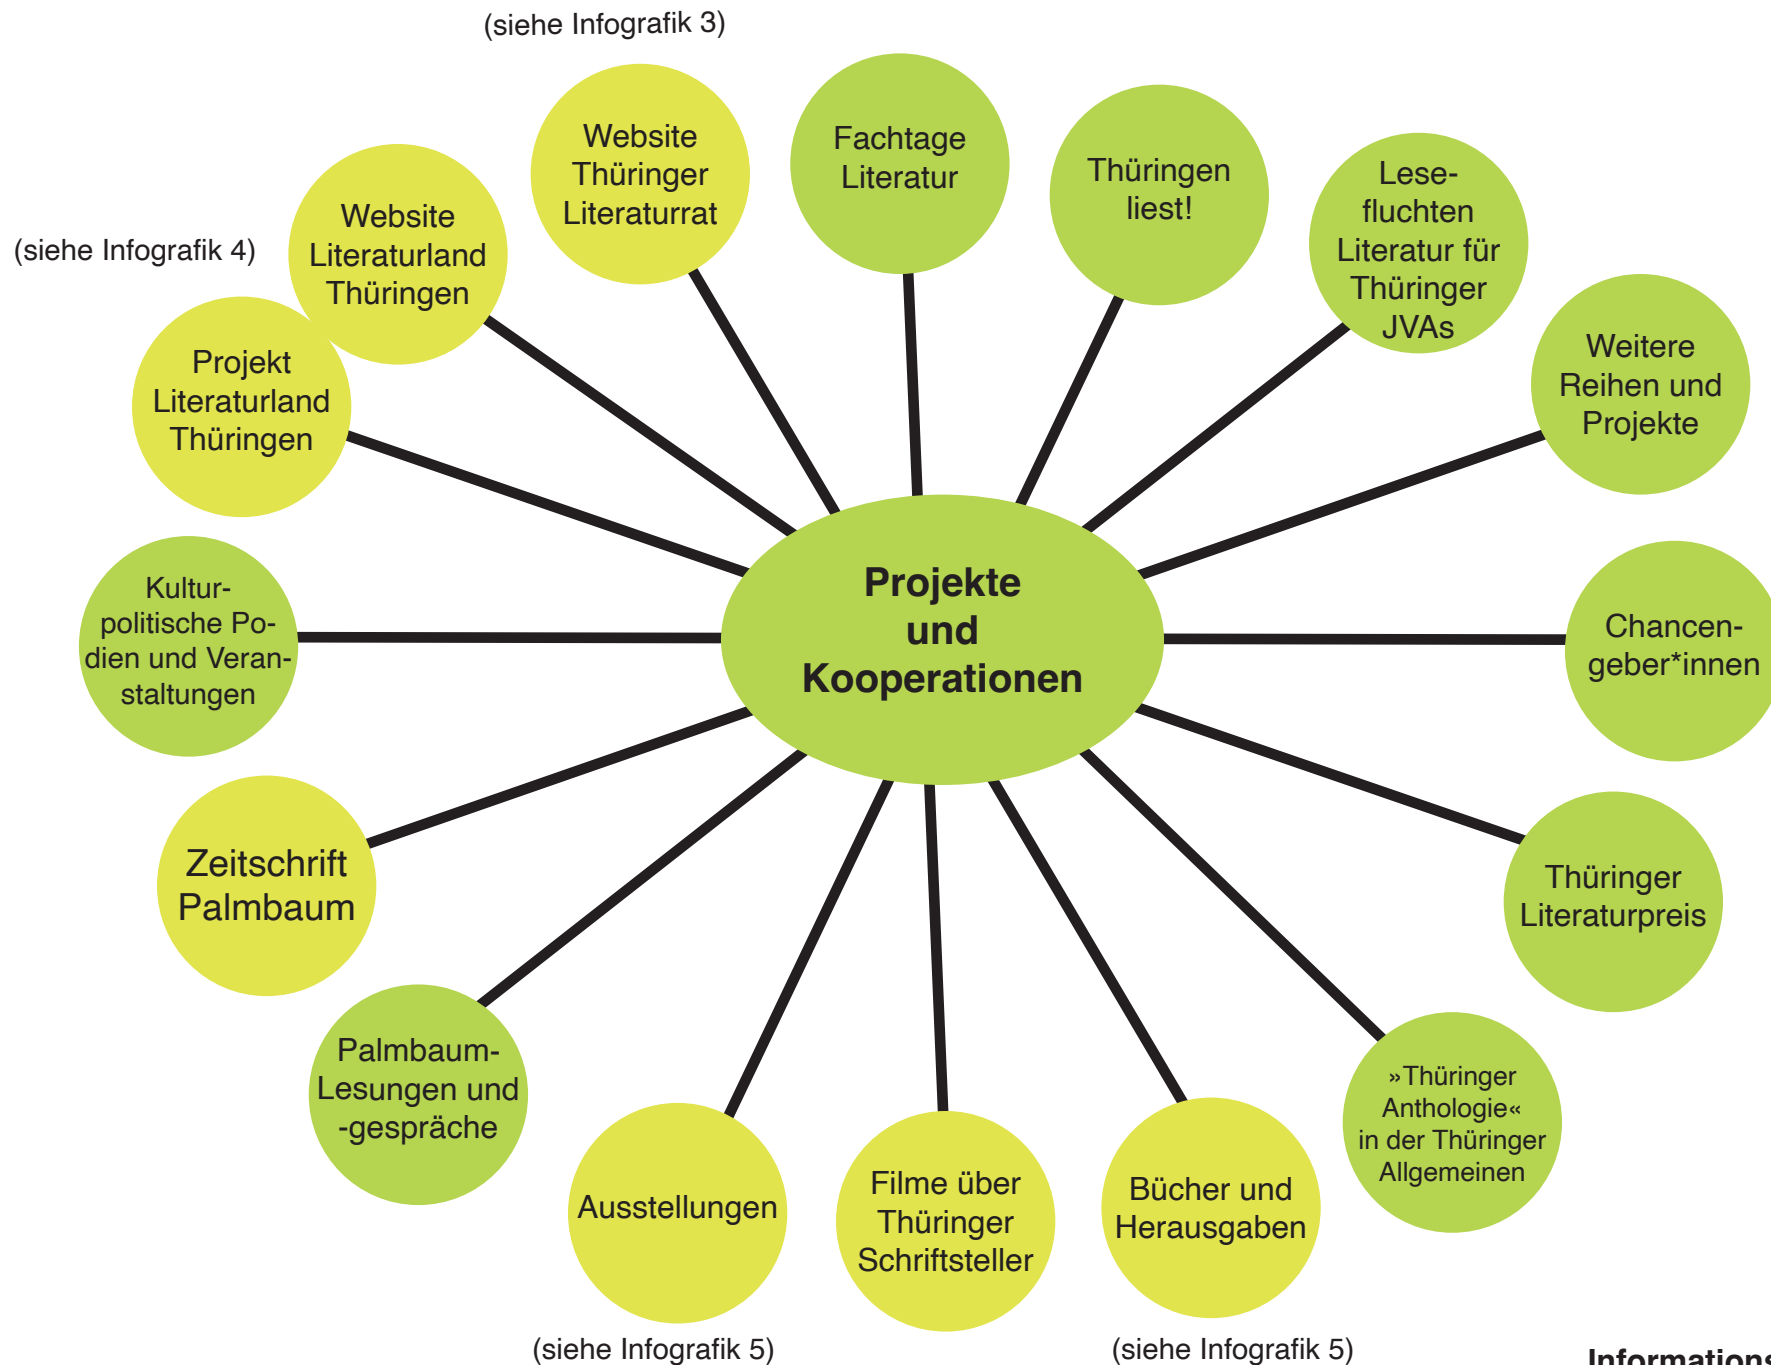 (siehe Infografik 3)
Website
Thüringer
Literaturrat
Fachtage
Literatur
Thüringen
liest!
Lese-
fluchten
Literatur für
Thüringer
JVAs
Weitere
Reihen und
Projekte
Chancen-
geber*innen
Thüringer
Literaturpreis
»Thüringer
Anthologie«
in der Thüringer
Allgemeinen
Bücher und
Herausgaben
(siehe Infografik 5)
Filme über
Thüringer
Schriftsteller
Ausstellungen
(siehe Infografik 5)
Palmbaum-
Lesungen und
-gespräche
Zeitschrift
Palmbaum
Kultur-
politische Po-
dien und Veran-
staltungen
Projekt
Literaturland
Thüringen
(siehe Infografik 4)
Website
Literaturland
Thüringen
Projekte
und
Kooperationen
Informations